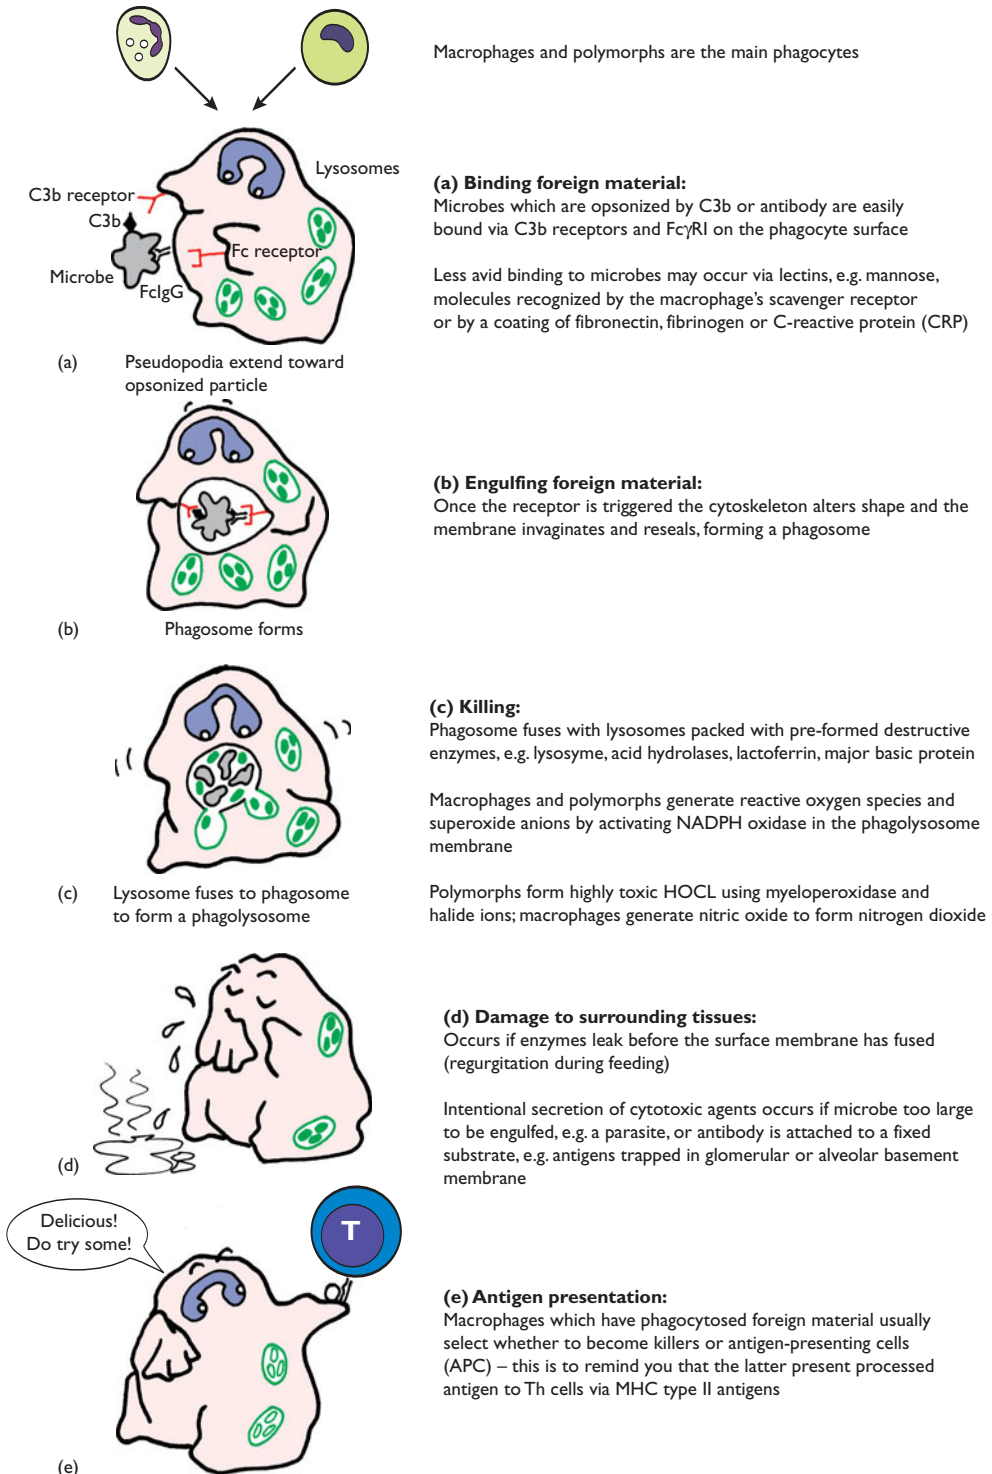 Macrophages and polymorphs are the main phagocytes
Lysosomes
C3b receptor
C3b
Fc receptor
Microbe
FcIgG
(a) Pseudopodia extend toward
opsonized particle
(a) Binding foreign material:
Microbes which are opsonized by C3b or antibody are easily
bound via C3b receptors and FcγRI on the phagocyte surface
Less avid binding to microbes may occur via lectins, e.g. mannose,
molecules recognized by the macrophage's scavenger receptor
or by a coating of fibronectin, fibrinogen or C-reactive protein (CRP)
(b) Phagosome forms
(b) Engulfing foreign material:
Once the receptor is triggered the cytoskeleton alters shape and the
membrane invaginates and reseals, forming a phagosome
(c) Lysosome fuses to phagosome
to form a phagolysosome
(c) Killing:
Phagosome fuses with lysosomes packed with pre-formed destructive
enzymes, e.g. lysosyme, acid hydrolases, lactoferrin, major basic protein
Macrophages and polymorphs generate reactive oxygen species and
superoxide anions by activating NADPH oxidase in the phagolysosome
membrane
Polymorphs form highly toxic HOCL using myeloperoxidase and
halide ions; macrophages generate nitric oxide to form nitrogen dioxide
(d)
(d) Damage to surrounding tissues:
Occurs if enzymes leak before the surface membrane has fused
(regurgitation during feeding)
Intentional secretion of cytotoxic agents occurs if microbe too large
to be engulfed, e.g. a parasite, or antibody is attached to a fixed
substrate, e.g. antigens trapped in glomerular or alveolar basement
membrane
Delicious!
Do try some!
T
(e)
(e) Antigen presentation:
Macrophages which have phagocytosed foreign material usually
select whether to become killers or antigen-presenting cells
(APC) – this is to remind you that the latter present processed
antigen to Th cells via MHC type II antigens